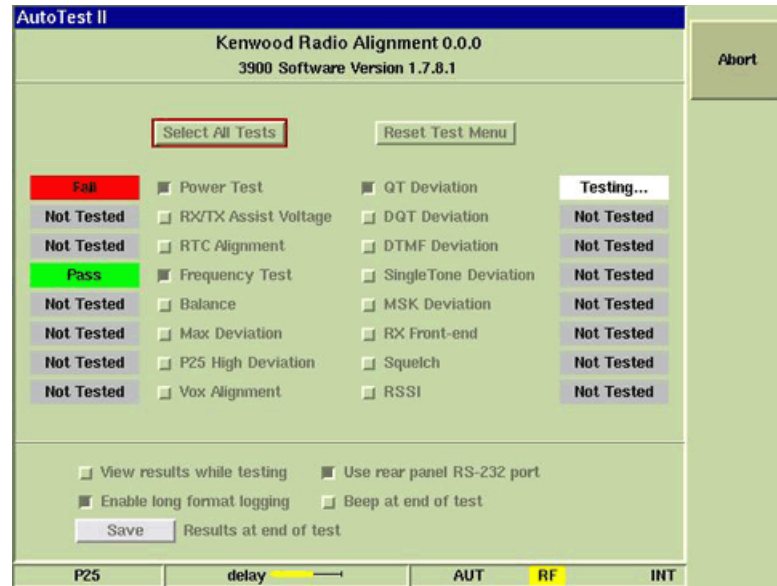 AutoTest II
Kenwood Radio Alignment 0.0.0
3900 Software Version 1.7.8.1
Abort
Select All Tests Reset Test Menu
Fail Power Test QT Deviation Testing...
Not Tested RX/TX Assist Voltage DQT Deviation Not Tested
Not Tested RTC Alignment DTMF Deviation Not Tested
Pass Frequency Test SingleTone Deviation Not Tested
Not Tested Balance MSK Deviation Not Tested
Not Tested Max Deviation RX Front-end Not Tested
Not Tested P25 High Deviation Squelch Not Tested
Not Tested Vox Alignment RSSI Not Tested
View results while testing Use rear panel RS-232 port
Enable long format logging Beep at end of test
Save Results at end of test
P25 delay AUT RF INT